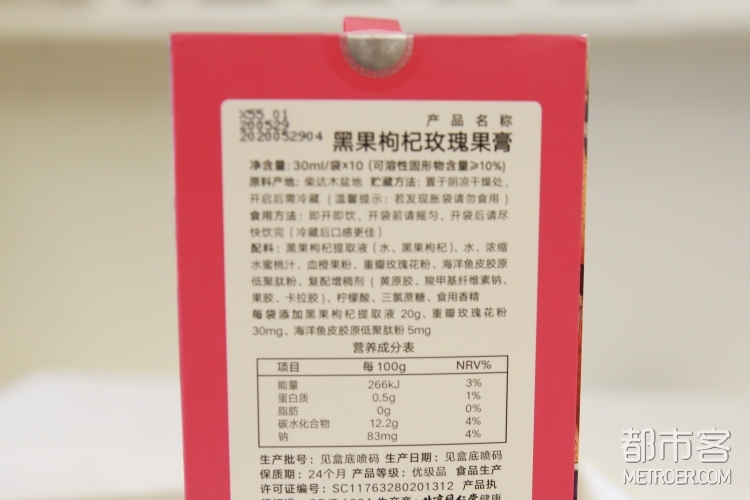 X55 01
200529
2020052904
产品名称
黑果枸杞玫瑰果膏
净含量：30ml/袋×10（可溶性固形物含量≥10%）
原料产地：柴达木盆地 贮藏方法：置于阴凉干燥处，
开启后需冷藏（温馨提示：若发现胀袋请勿食用）
食用方法：即开即饮，开袋前请摇匀，开袋后请尽
快饮完（冷藏后口感更佳）
配料：黑果枸杞提取液（水、黑果枸杞）、水、浓缩
水蜜桃汁、血橙果粉、重瓣玫瑰花粉、海洋鱼皮胶原
低聚肽粉、复配增稠剂（黄原胶、羧甲基纤维素钠、
果胶、卡拉胶）、柠檬酸、三氯蔗糖、食用香精
每袋添加黑果枸杞提取液 20g、重瓣玫瑰花粉
30mg、海洋鱼皮胶原低聚肽粉 5mg
营养成分表
项目 每 100g NRV%
能量 266kJ 3%
蛋白质 0.5g 1%
脂肪 0g 0%
碳水化合物 12.2g 4%
钠 83mg 4%
生产批号：见盒底喷码 生产日期：见盒底喷码
保质期：24个月 产品等级：优级品 食品生产
许可证编号：SC11763280201312 产品执
都市客
METROER.COM